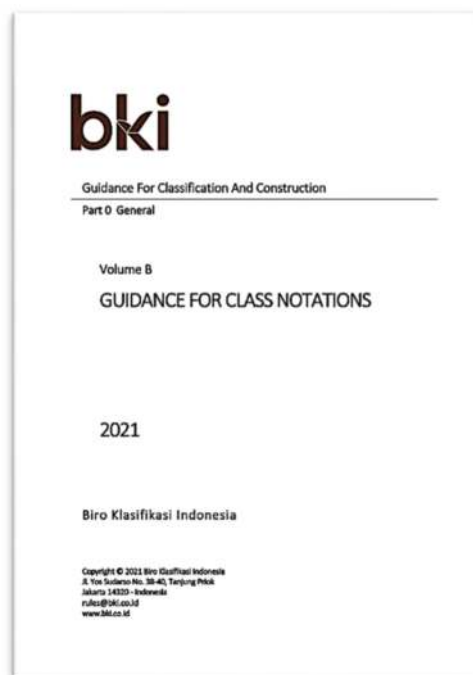 bki
Guidance For Classification And Construction
Part 0 General
Volume B
GUIDANCE FOR CLASS NOTATIONS
2021
Biro Klasifikasi Indonesia
Copyright © 2021 Biro Klasifikasi Indonesia
Jl. Yos Sudarso No. 38-40, Tanjung Priok
Jakarta 14320 - Indonesia
rules@bki.co.id
www.bki.co.id